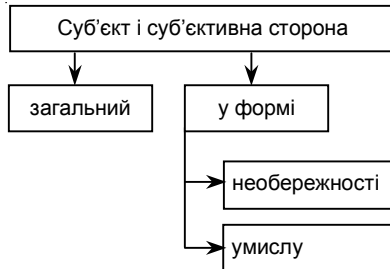 Суб’єкт і суб’єктивна сторона
загальний
у формі
необережності
умислу